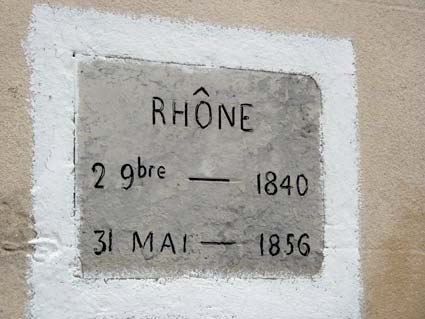 RHÔNE
2 9bre — 1840
31 MAI — 1856